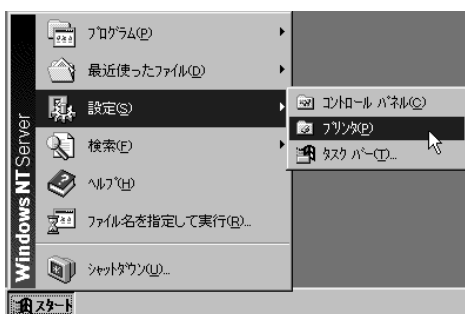 Windows NT Server
ﾌﾟﾛｸﾞﾗﾑ(P)
最近使ったﾌｧｲﾙ(D)
設定(S)
検索(F)
ﾍﾙﾌﾟ(H)
ﾌｧｲﾙ名を指定して実行(R)...
ｼｬｯﾄﾀﾞｳﾝ(U)...
ｺﾝﾄﾛｰﾙ ﾊﾟﾈﾙ(C)
ﾌﾟﾘﾝﾀ(P)
ﾀｽｸ ﾊﾞｰ(T)...
ｽﾀｰﾄ